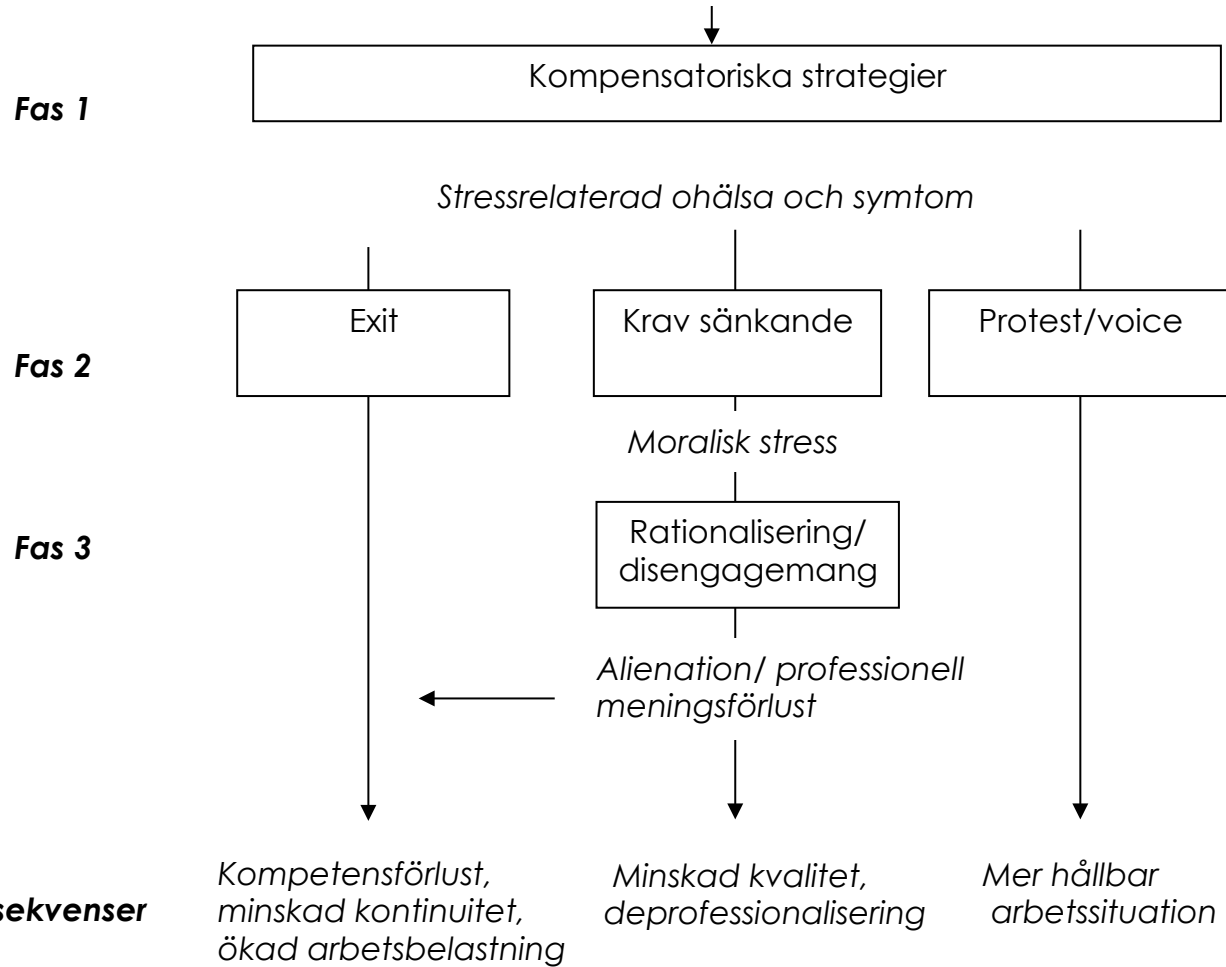 Kompensatoriska strategier
Fas 1
Stressrelaterad ohälsa och symtom
Exit
Krav sänkande
Protest/voice
Fas 2
Moralisk stress
Fas 3
Rationalisering/
disengagemang
Alienation/ professionell
meningsförlust
sekvenser
Kompetensförlust,
minskad kontinuitet,
ökad arbetsbelastning
Minskad kvalitet,
deprofessionalisering
Mer hållbar
arbetssituation